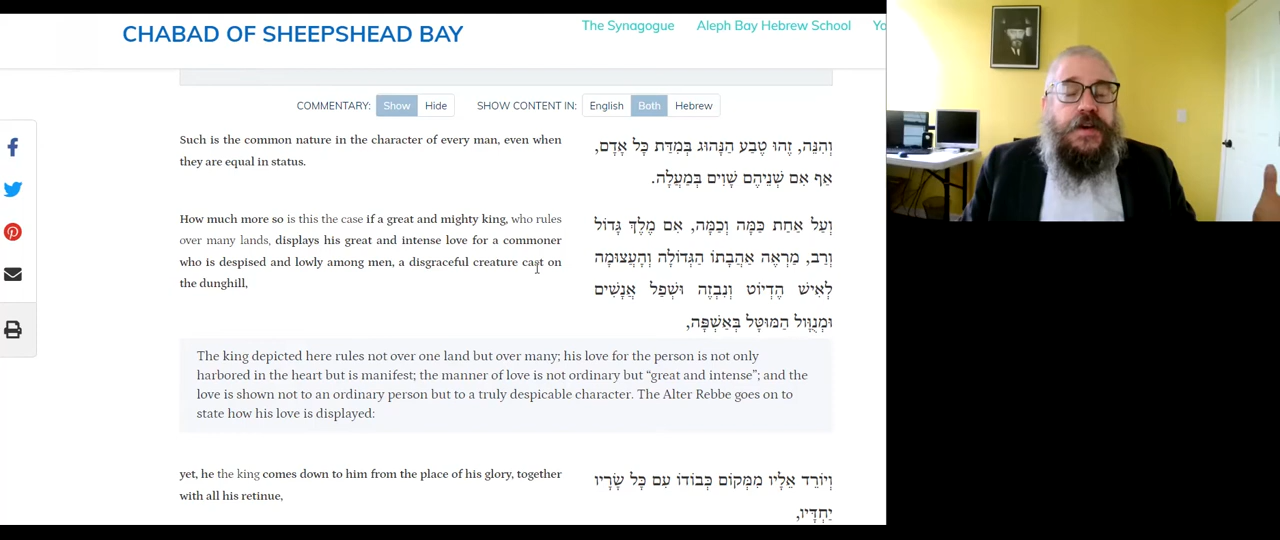 CHABAD OF SHEEPSHEAD BAY
The Synagogue
Aleph Bay Hebrew School
COMMENTARY: Show Hide
SHOW CONTENT IN: English Both Hebrew
Such is the common nature in the character of every man, even when
they are equal in status.
וְהִנֵּה, זֶהוּ טֶבַע הַנָּהוּג בְּמִדַּת כָּל אָדָם,
אַף אִם שְׁנֵיהֶם שָׁוִים בְּמַעֲלָה.
How much more so is this the case if a great and mighty king, who rules
over many lands, displays his great and intense love for a commoner
who is despised and lowly among men, a disgraceful creature cast on
the dunghill,
וְעַל אַחַת כַּמָּה וְכַמָּה, אִם מֶלֶךְ גָּדוֹל
וְרַב, מַרְאֶה אַהֲבָתוֹ הַגְּדוֹלָה וְהָעֲצוּמָה
לְאִישׁ הֶדְיוֹט וְנִבְזֶה וּשְׁפַל אֲנָשִׁים
וּמְנֻוָּול הַמּוּטָּל בְּאַשְׁפָּה,
The king depicted here rules not over one land but over many; his love for the person is not only
harbored in the heart but is manifest; the manner of love is not ordinary but “great and intense”; and the
love is shown not to an ordinary person but to a truly despicable character. The Alter Rebbe goes on to
state how his love is displayed:
yet, he the king comes down to him from the place of his glory, together
with all his retinue,
וְיוֹרֵד אֵלָיו מִמְּקוֹם כְּבוֹדוֹ עִם כָּל שָׂרָיו
יַחְדָּיו,